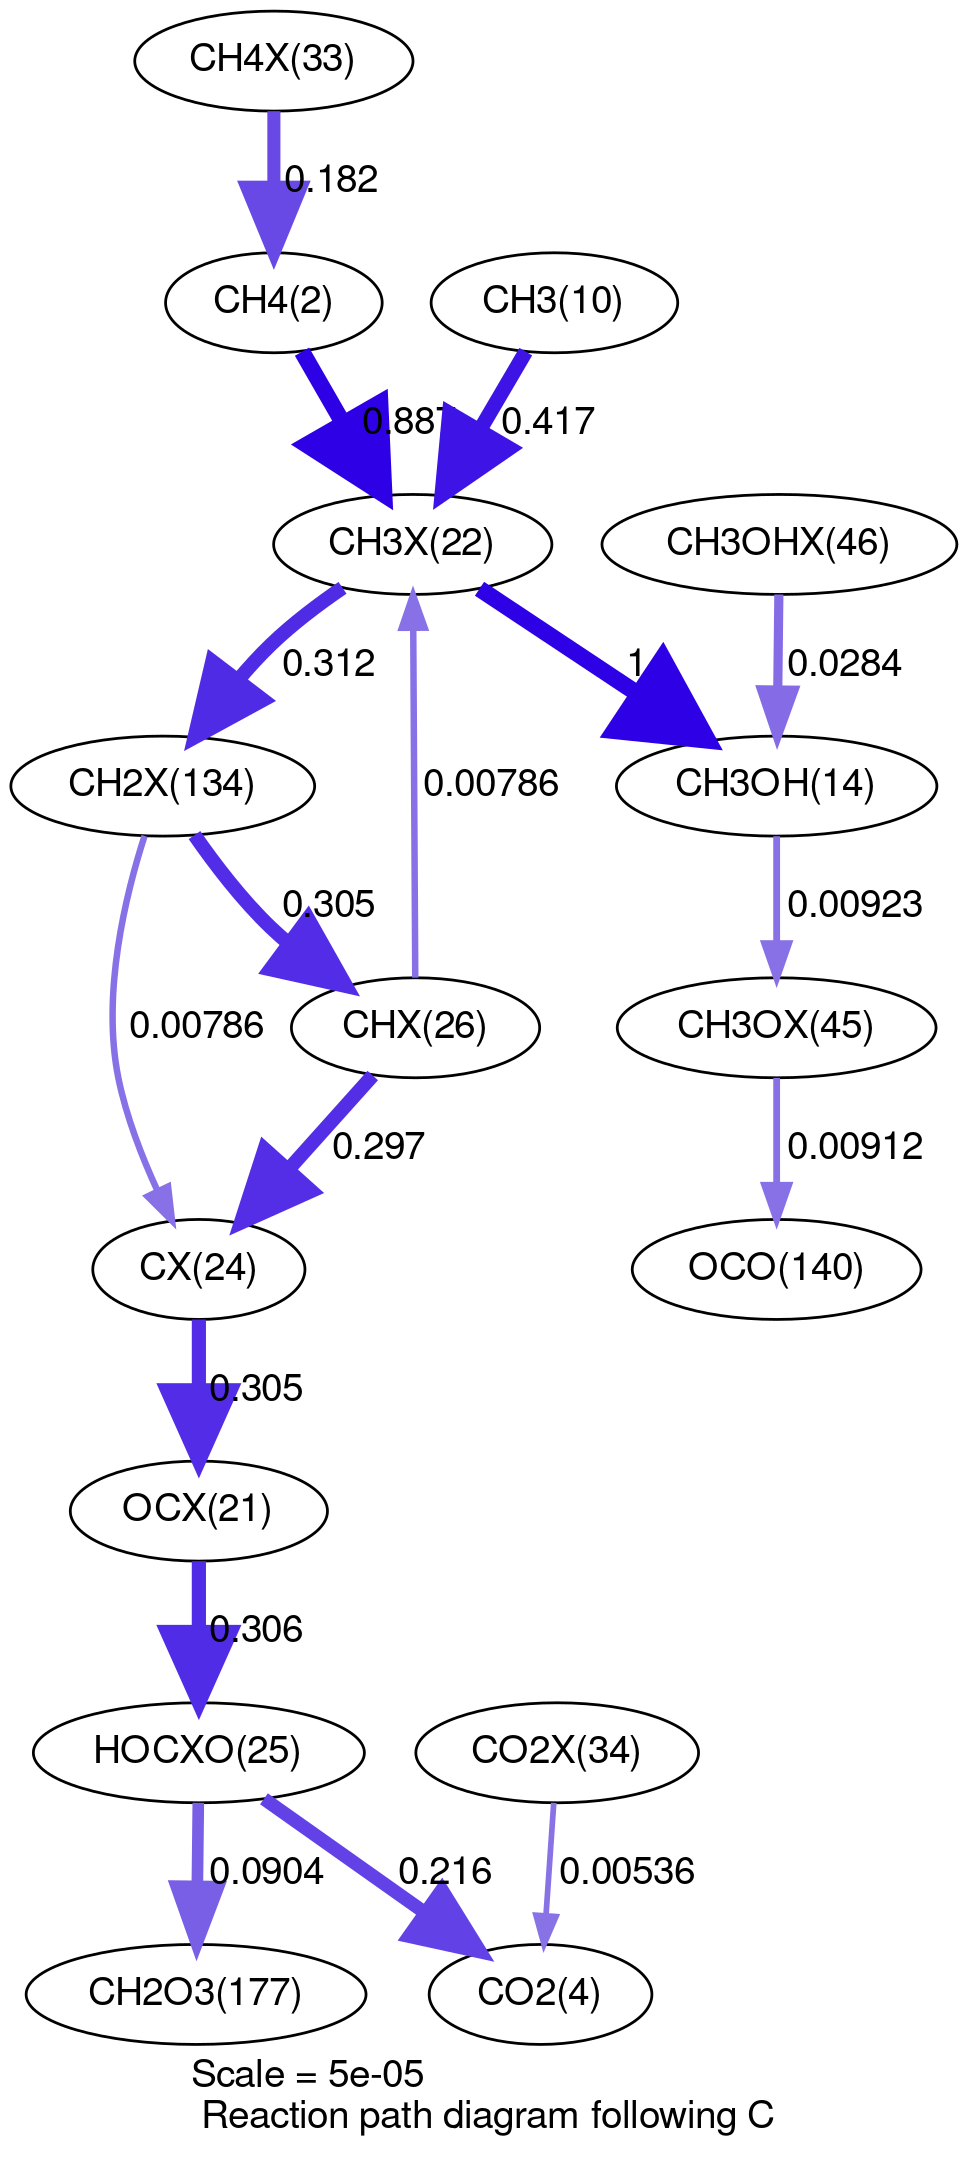 CH4X(33)
0.182
CH4(2)
CH3(10)
0.887
0.417
CH3X(22)
CH3OHX(46)
0.312
1
0.0284
CH2X(134)
0.00786
CH3OH(14)
0.305
0.00923
0.00786
CHX(26)
CH3OX(45)
0.297
0.00912
CX(24)
OCO(140)
0.305
OCX(21)
0.306
HOCXO(25)
CO2X(34)
0.0904
0.216
0.00536
CH2O3(177)
CO2(4)
Scale = 5e-05
Reaction path diagram following C